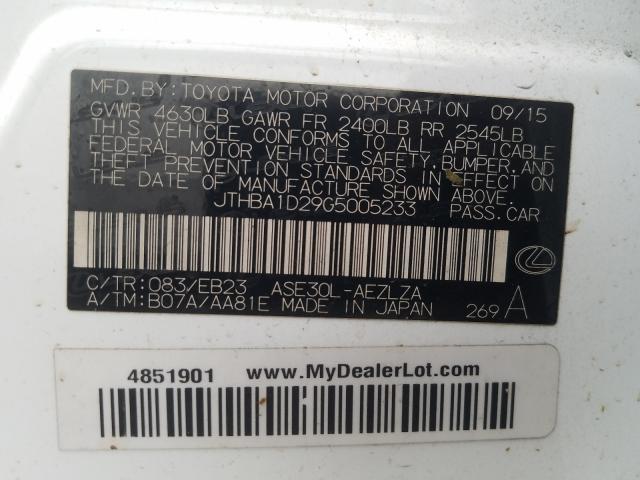 MFD. BY: TOYOTA MOTOR CORPORATION 09/15
GVWR 4630LB GAWR FR 2400LB RR 2545LB
THIS VEHICLE CONFORMS TO ALL APPLICABLE
FEDERAL MOTOR VEHICLE SAFETY, BUMPER, AND
THEFT PREVENTION STANDARDS IN EFFECT ON
THE DATE OF MANUFACTURE SHOWN ABOVE.
JTHBA1D29G5005233 PASS. CAR
C/TR: 083/EB23 ASE30L-AEZLZA
A/TM: B07A/AA81E MADE IN JAPAN 269 A
4851901 www.MyDealerLot.com